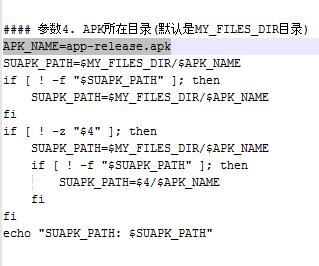 #### 参数4. APK所在目录(默认是MY_FILES_DIR目录)
APK_NAME=app-release.apk
SUAPK_PATH=$MY_FILES_DIR/$APK_NAME
if [ ! -f "$SUAPK_PATH" ]; then
    SUAPK_PATH=$MY_FILES_DIR/$APK_NAME
fi
if [ ! -z "$4" ]; then
    SUAPK_PATH=$MY_FILES_DIR/$APK_NAME
    if [ ! -f "$SUAPK_PATH" ]; then
        SUAPK_PATH=$4/$APK_NAME
    fi
fi
echo "SUAPK_PATH: $SUAPK_PATH"